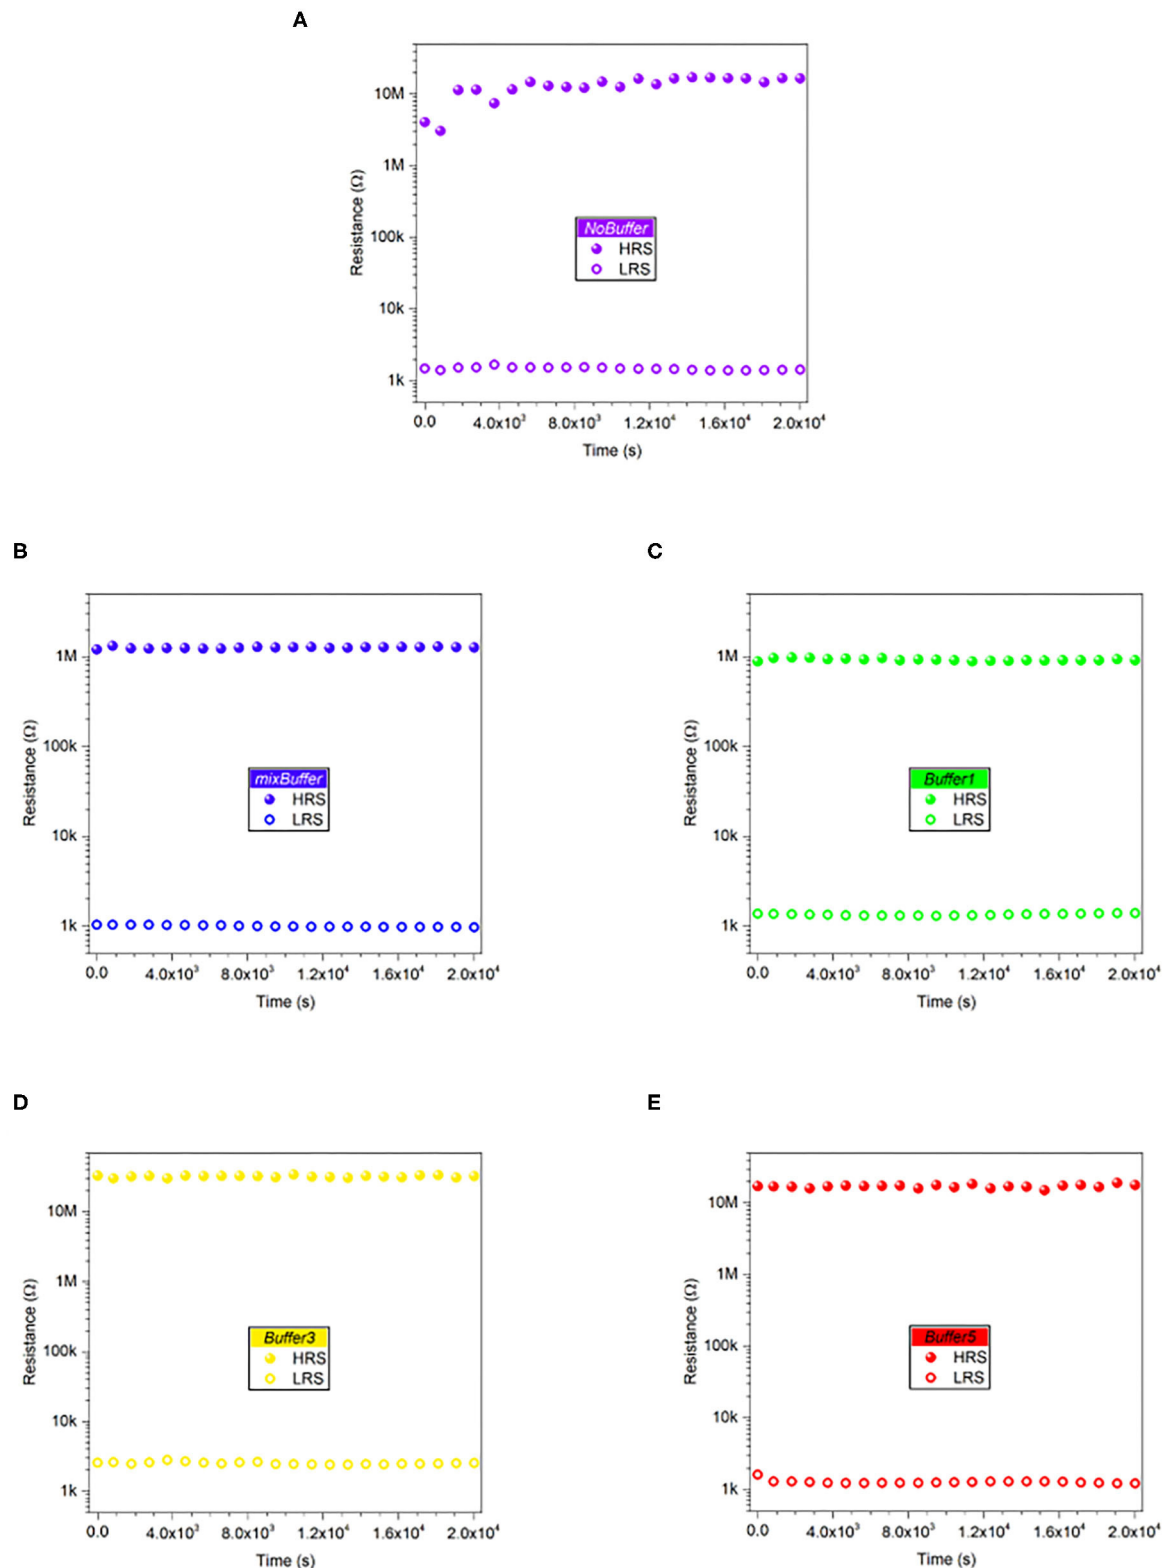 A
10M
1M
100k
10k
1k
Resistance (Ω)
NoBuffer
HRS
LRS
0.0 4.0x10³ 8.0x10³ 1.2x10⁴ 1.6x10⁴ 2.0x10⁴
Time (s)
B
1M
100k
10k
1k
Resistance (Ω)
mixBuffer
HRS
LRS
0.0 4.0x10³ 8.0x10³ 1.2x10⁴ 1.6x10⁴ 2.0x10⁴
Time (s)
C
1M
100k
10k
1k
Resistance (Ω)
Buffer1
HRS
LRS
0.0 4.0x10³ 8.0x10³ 1.2x10⁴ 1.6x10⁴ 2.0x10⁴
Time (s)
D
10M
1M
100k
10k
1k
Resistance (Ω)
Buffer3
HRS
LRS
0.0 4.0x10³ 8.0x10³ 1.2x10⁴ 1.6x10⁴ 2.0x10⁴
Time (s)
E
10M
1M
100k
10k
1k
Resistance (Ω)
Buffer5
HRS
LRS
0.0 4.0x10³ 8.0x10³ 1.2x10⁴ 1.6x10⁴ 2.0x10⁴
Time (s)